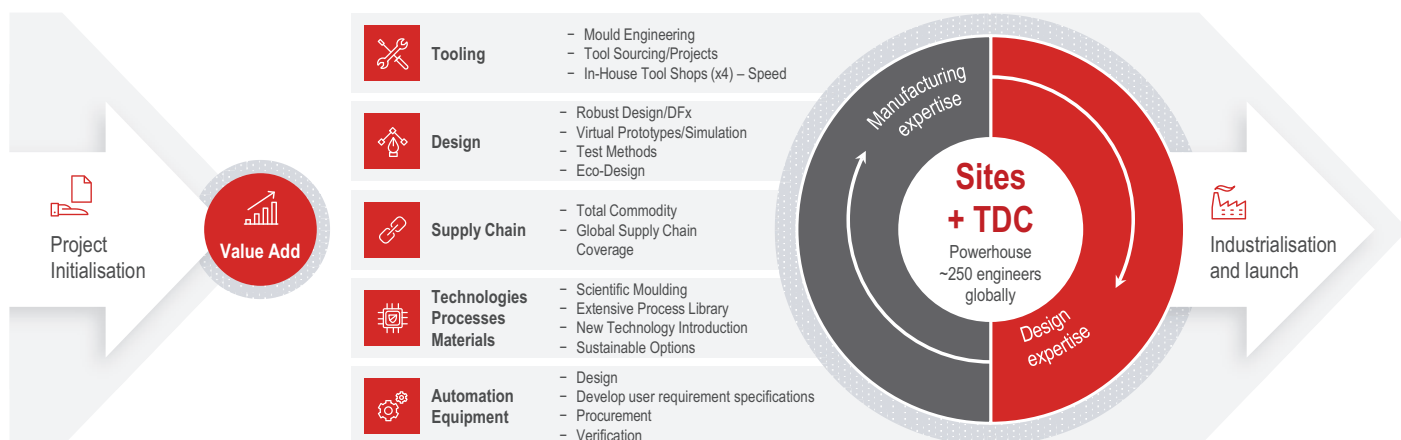 Project
Initialisation
Value Add
Tooling
− Mould Engineering
− Tool Sourcing/Projects
− In-House Tool Shops (x4) – Speed
Design
− Robust Design/DFx
− Virtual Prototypes/Simulation
− Test Methods
− Eco-Design
Supply Chain
− Total Commodity
− Global Supply Chain
Coverage
Technologies
Processes
Materials
− Scientific Moulding
− Extensive Process Library
− New Technology Introduction
− Sustainable Options
Automation
Equipment
− Design
− Develop user requirement specifications
− Procurement
− Verification
Manufacturing
expertise
Sites
+ TDC
Powerhouse
~250 engineers
globally
Design
expertise
Industrialisation
and launch